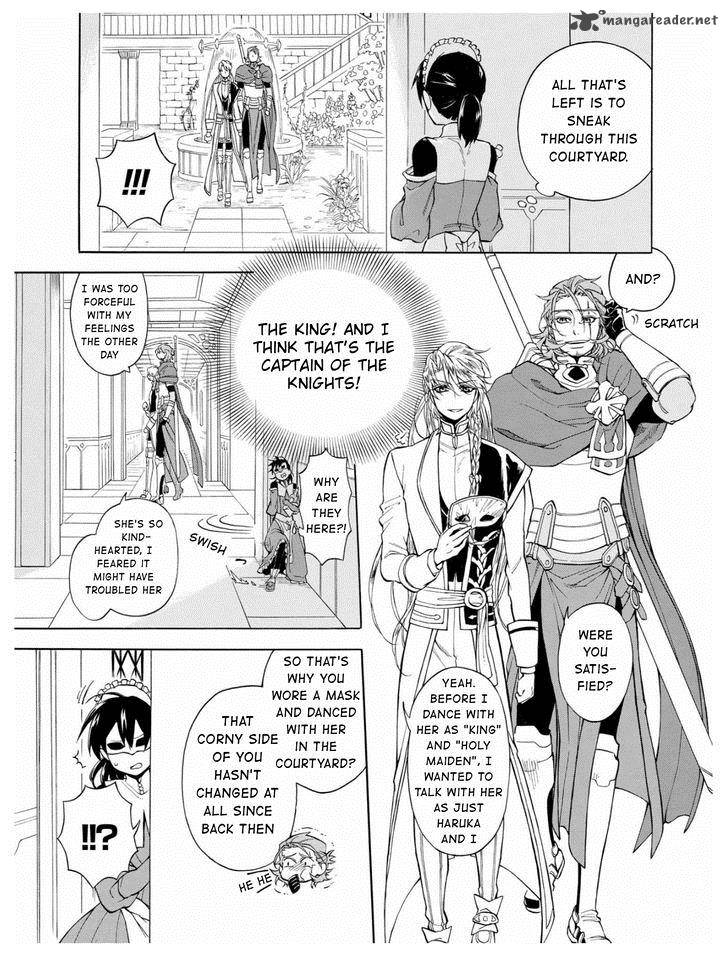 mangareader.net
ALL THAT'S
LEFT IS TO
SNEAK
THROUGH THIS
COURTYARD.
!!!
AND?
SCRATCH
THE KING! AND I
THINK THAT'S THE
CAPTAIN OF THE
KNIGHTS!
I WAS TOO
FORCEFUL
WITH MY
FEELINGS
THE OTHER
DAY
WHY
ARE
THEY
HERE?!
SHE'S SO
KIND-
HEARTED, I
FEARED IT
MIGHT HAVE
TROUBLED HER
SWISH
WERE
YOU
SATIS-
FIED?
YEAH.
BEFORE I
DANCE WITH
HER AS "KING"
AND "HOLY
MAIDEN", I
WANTED TO
TALK WITH HER
AS JUST
HARUKA
AND I
SO THAT'S
WHY YOU
WORE A MASK
AND DANCED
WITH HER
IN THE
COURTYARD?
THAT
CORNY SIDE
OF YOU
HASN'T
CHANGED AT
ALL SINCE
BACK THEN
HE HE
!!?